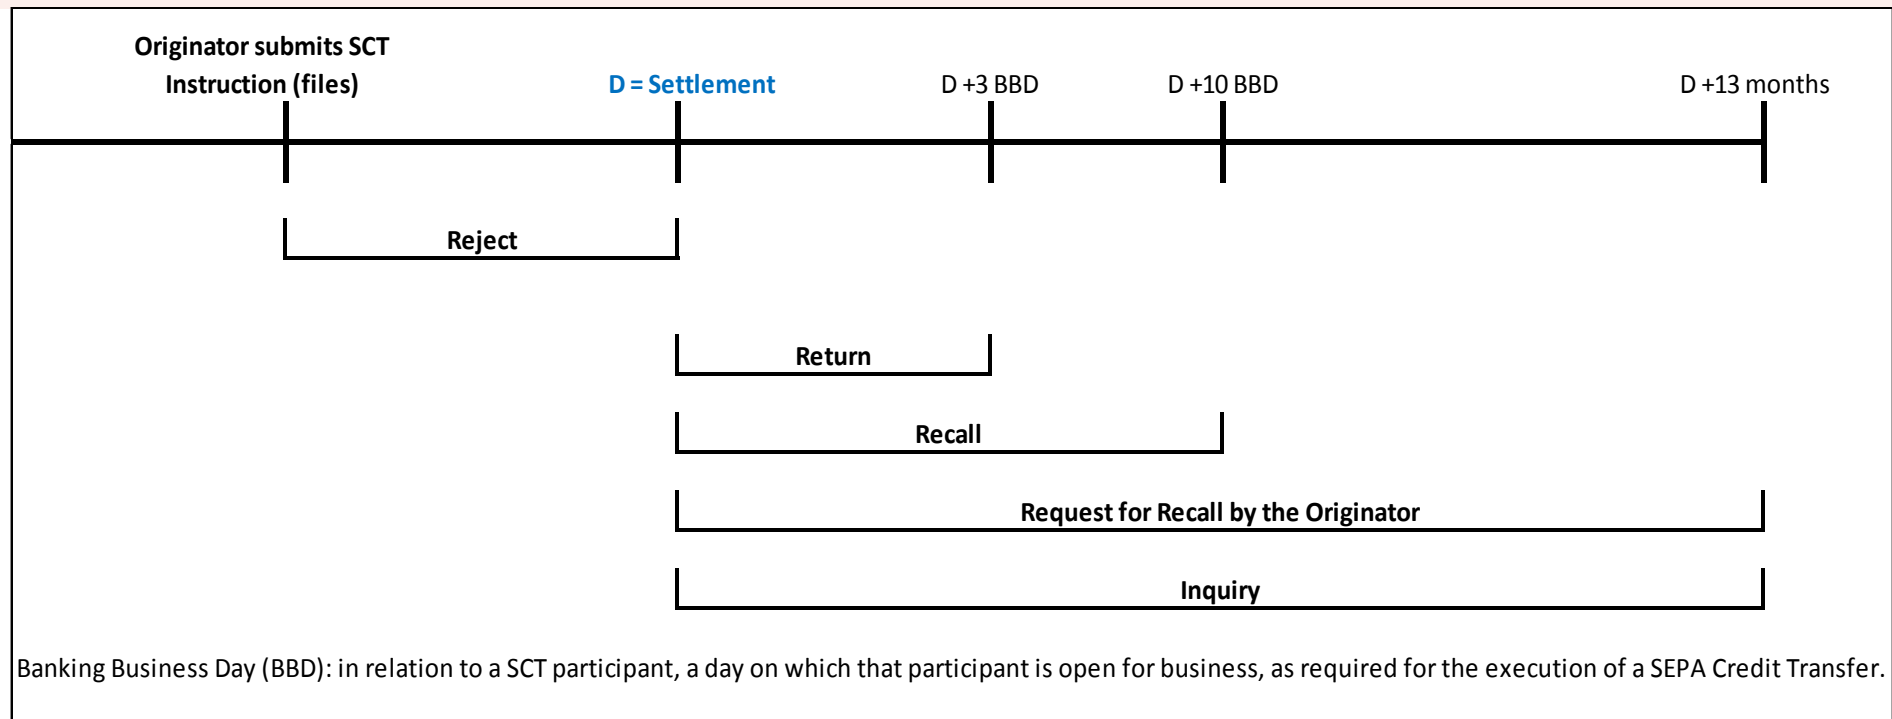 Originator submits SCT
Instruction (files)
D = Settlement
D +3 BBD
D +10 BBD
D +13 months
Reject
Return
Recall
Request for Recall by the Originator
Inquiry
Banking Business Day (BBD): in relation to a SCT participant, a day on which that participant is open for business, as required for the execution of a SEPA Credit Transfer.